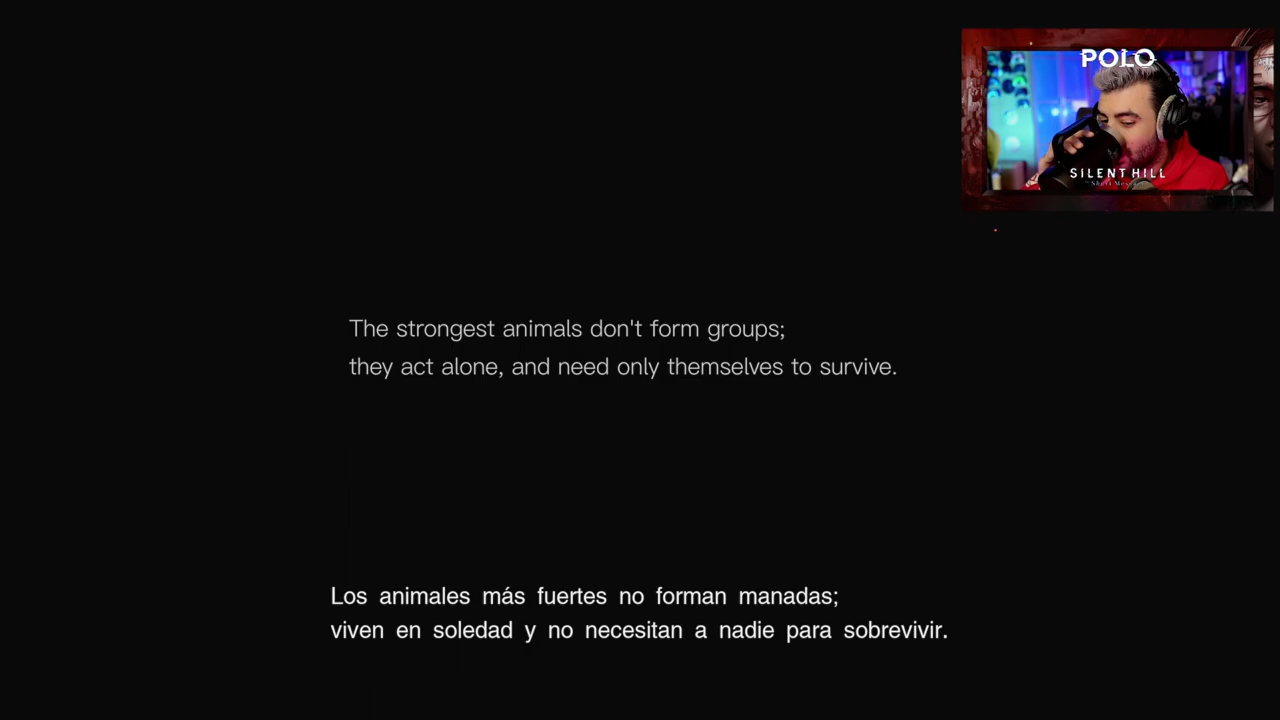 POLO
SILENT HILL
The strongest animals don't form groups;
they act alone, and need only themselves to survive.
Los animales más fuertes no forman manadas;
viven en soledad y no necesitan a nadie para sobrevivir.